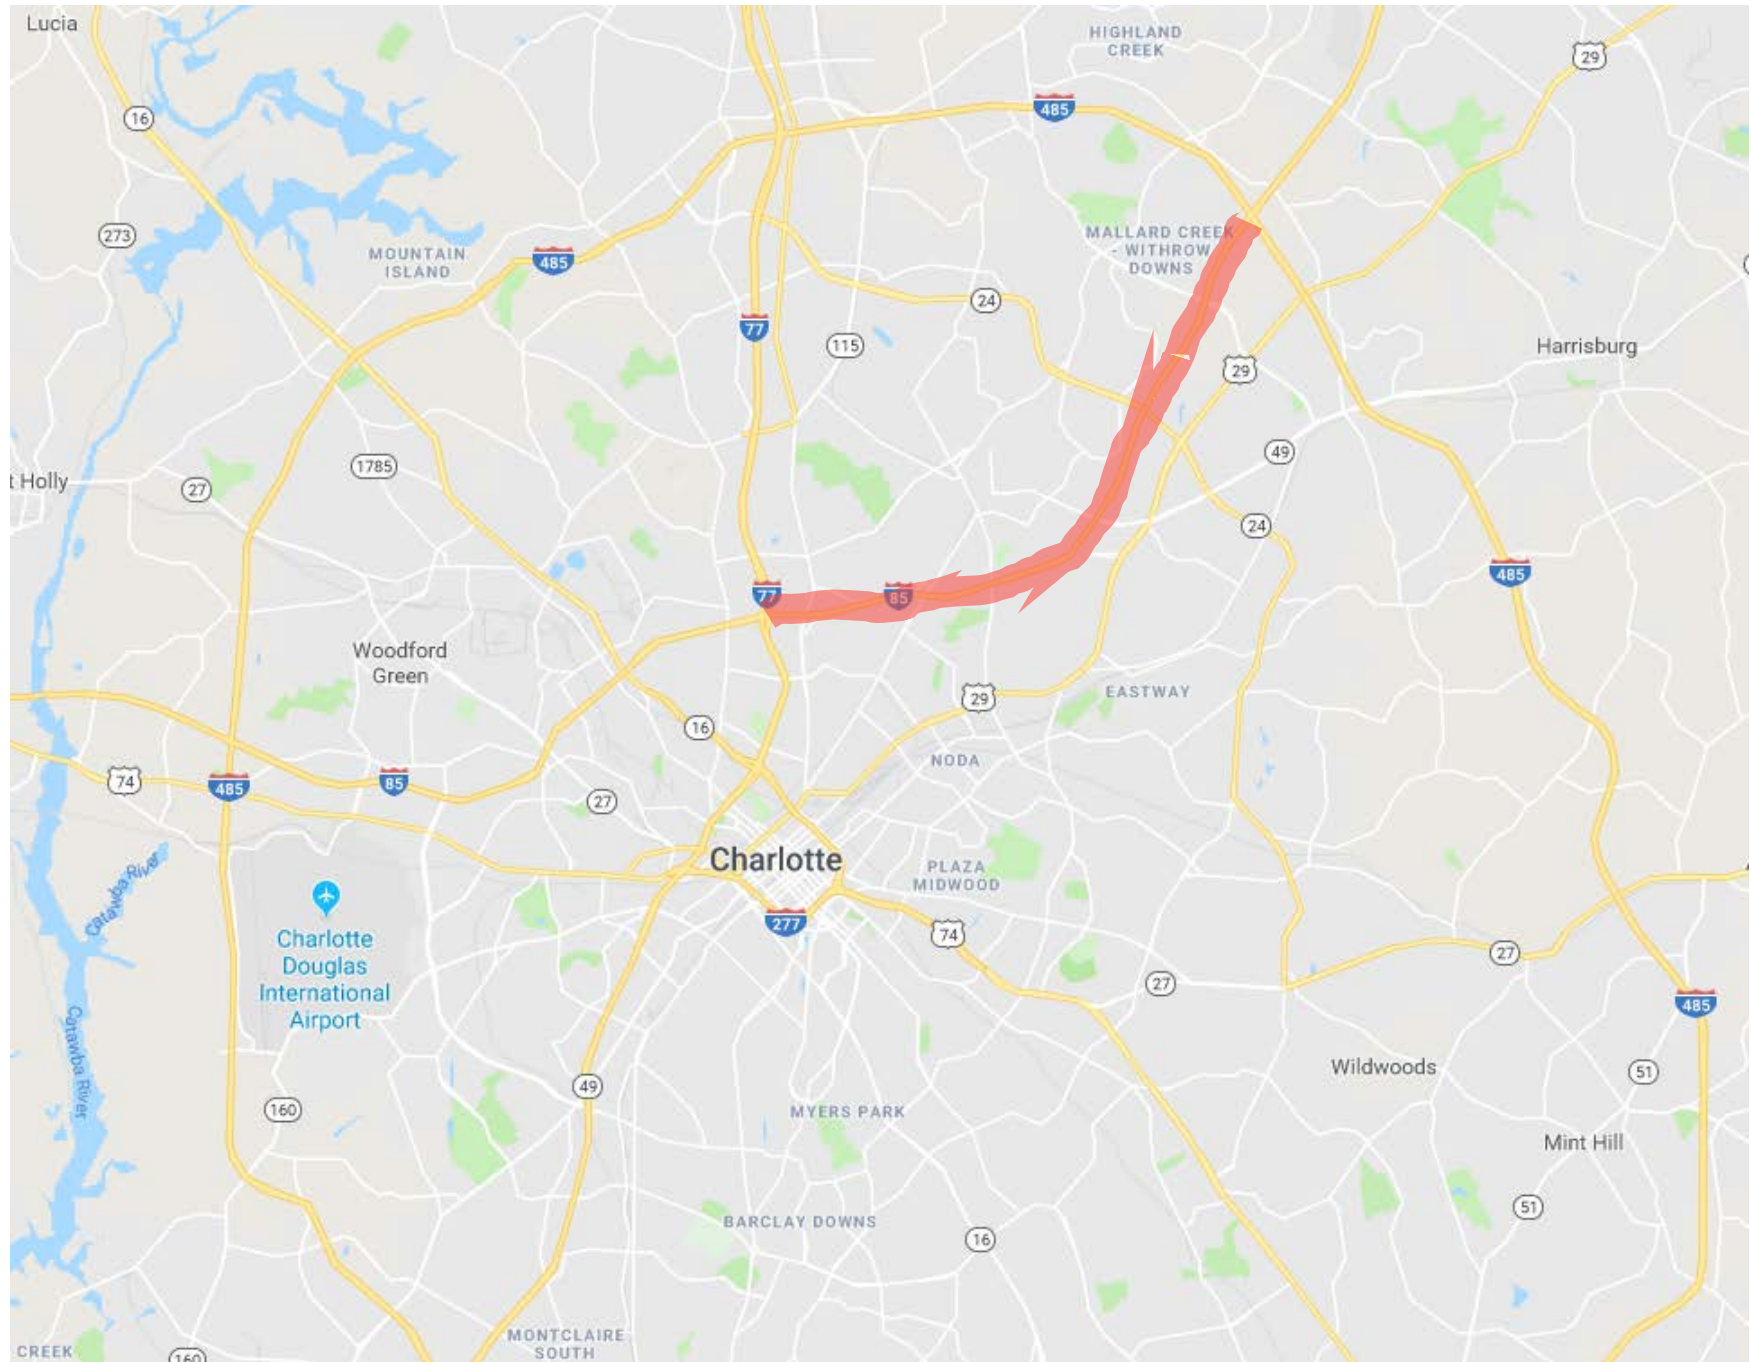 Lucia
HIGHLAND
CREEK
29
485
16
273
MOUNTAIN
ISLAND
485
MALLARD CREEK
- WITHROW
DOWNS
24
77
115
Harrisburg
29
t Holly
27
1785
49
24
485
77
85
Woodford
Green
29
EASTWAY
16
NODA
74
485
85
27
Charlotte
PLAZA
MIDWOOD
Catawba River
Charlotte
Douglas
International
Airport
277
74
27
27
485
Catawba River
Wildwoods
51
49
160
MYERS PARK
Mint Hill
51
BARCLAY DOWNS
16
MONTCLAIRE
SOUTH
CREEK
160